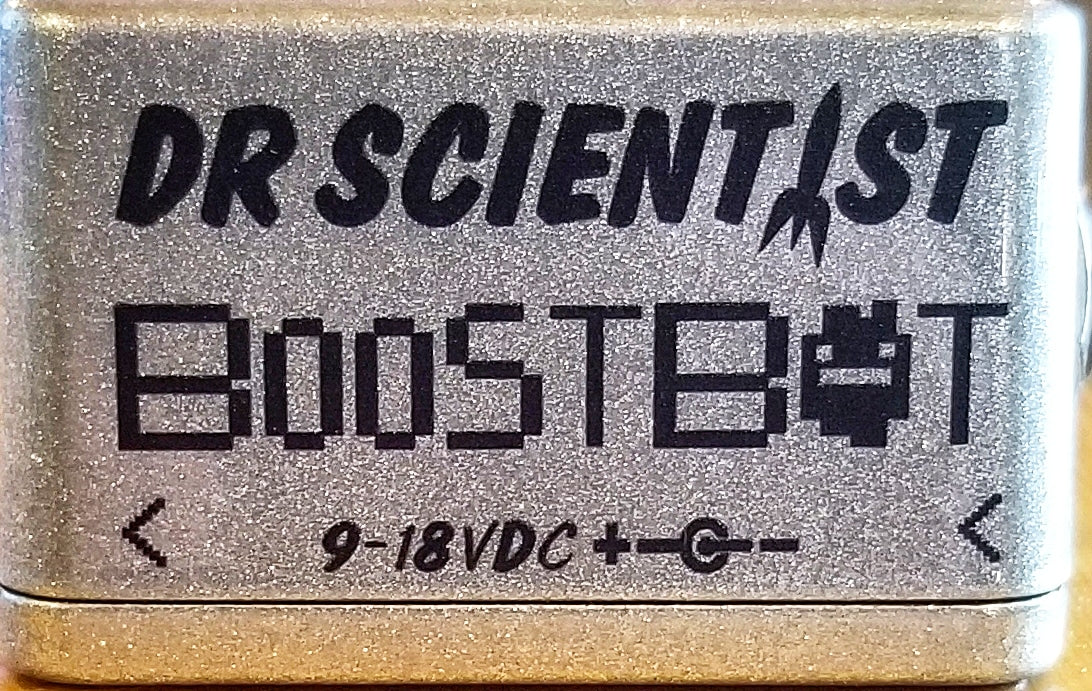 DR SCIENTIST
BOOSTBOT
< 9-18VDC + - <